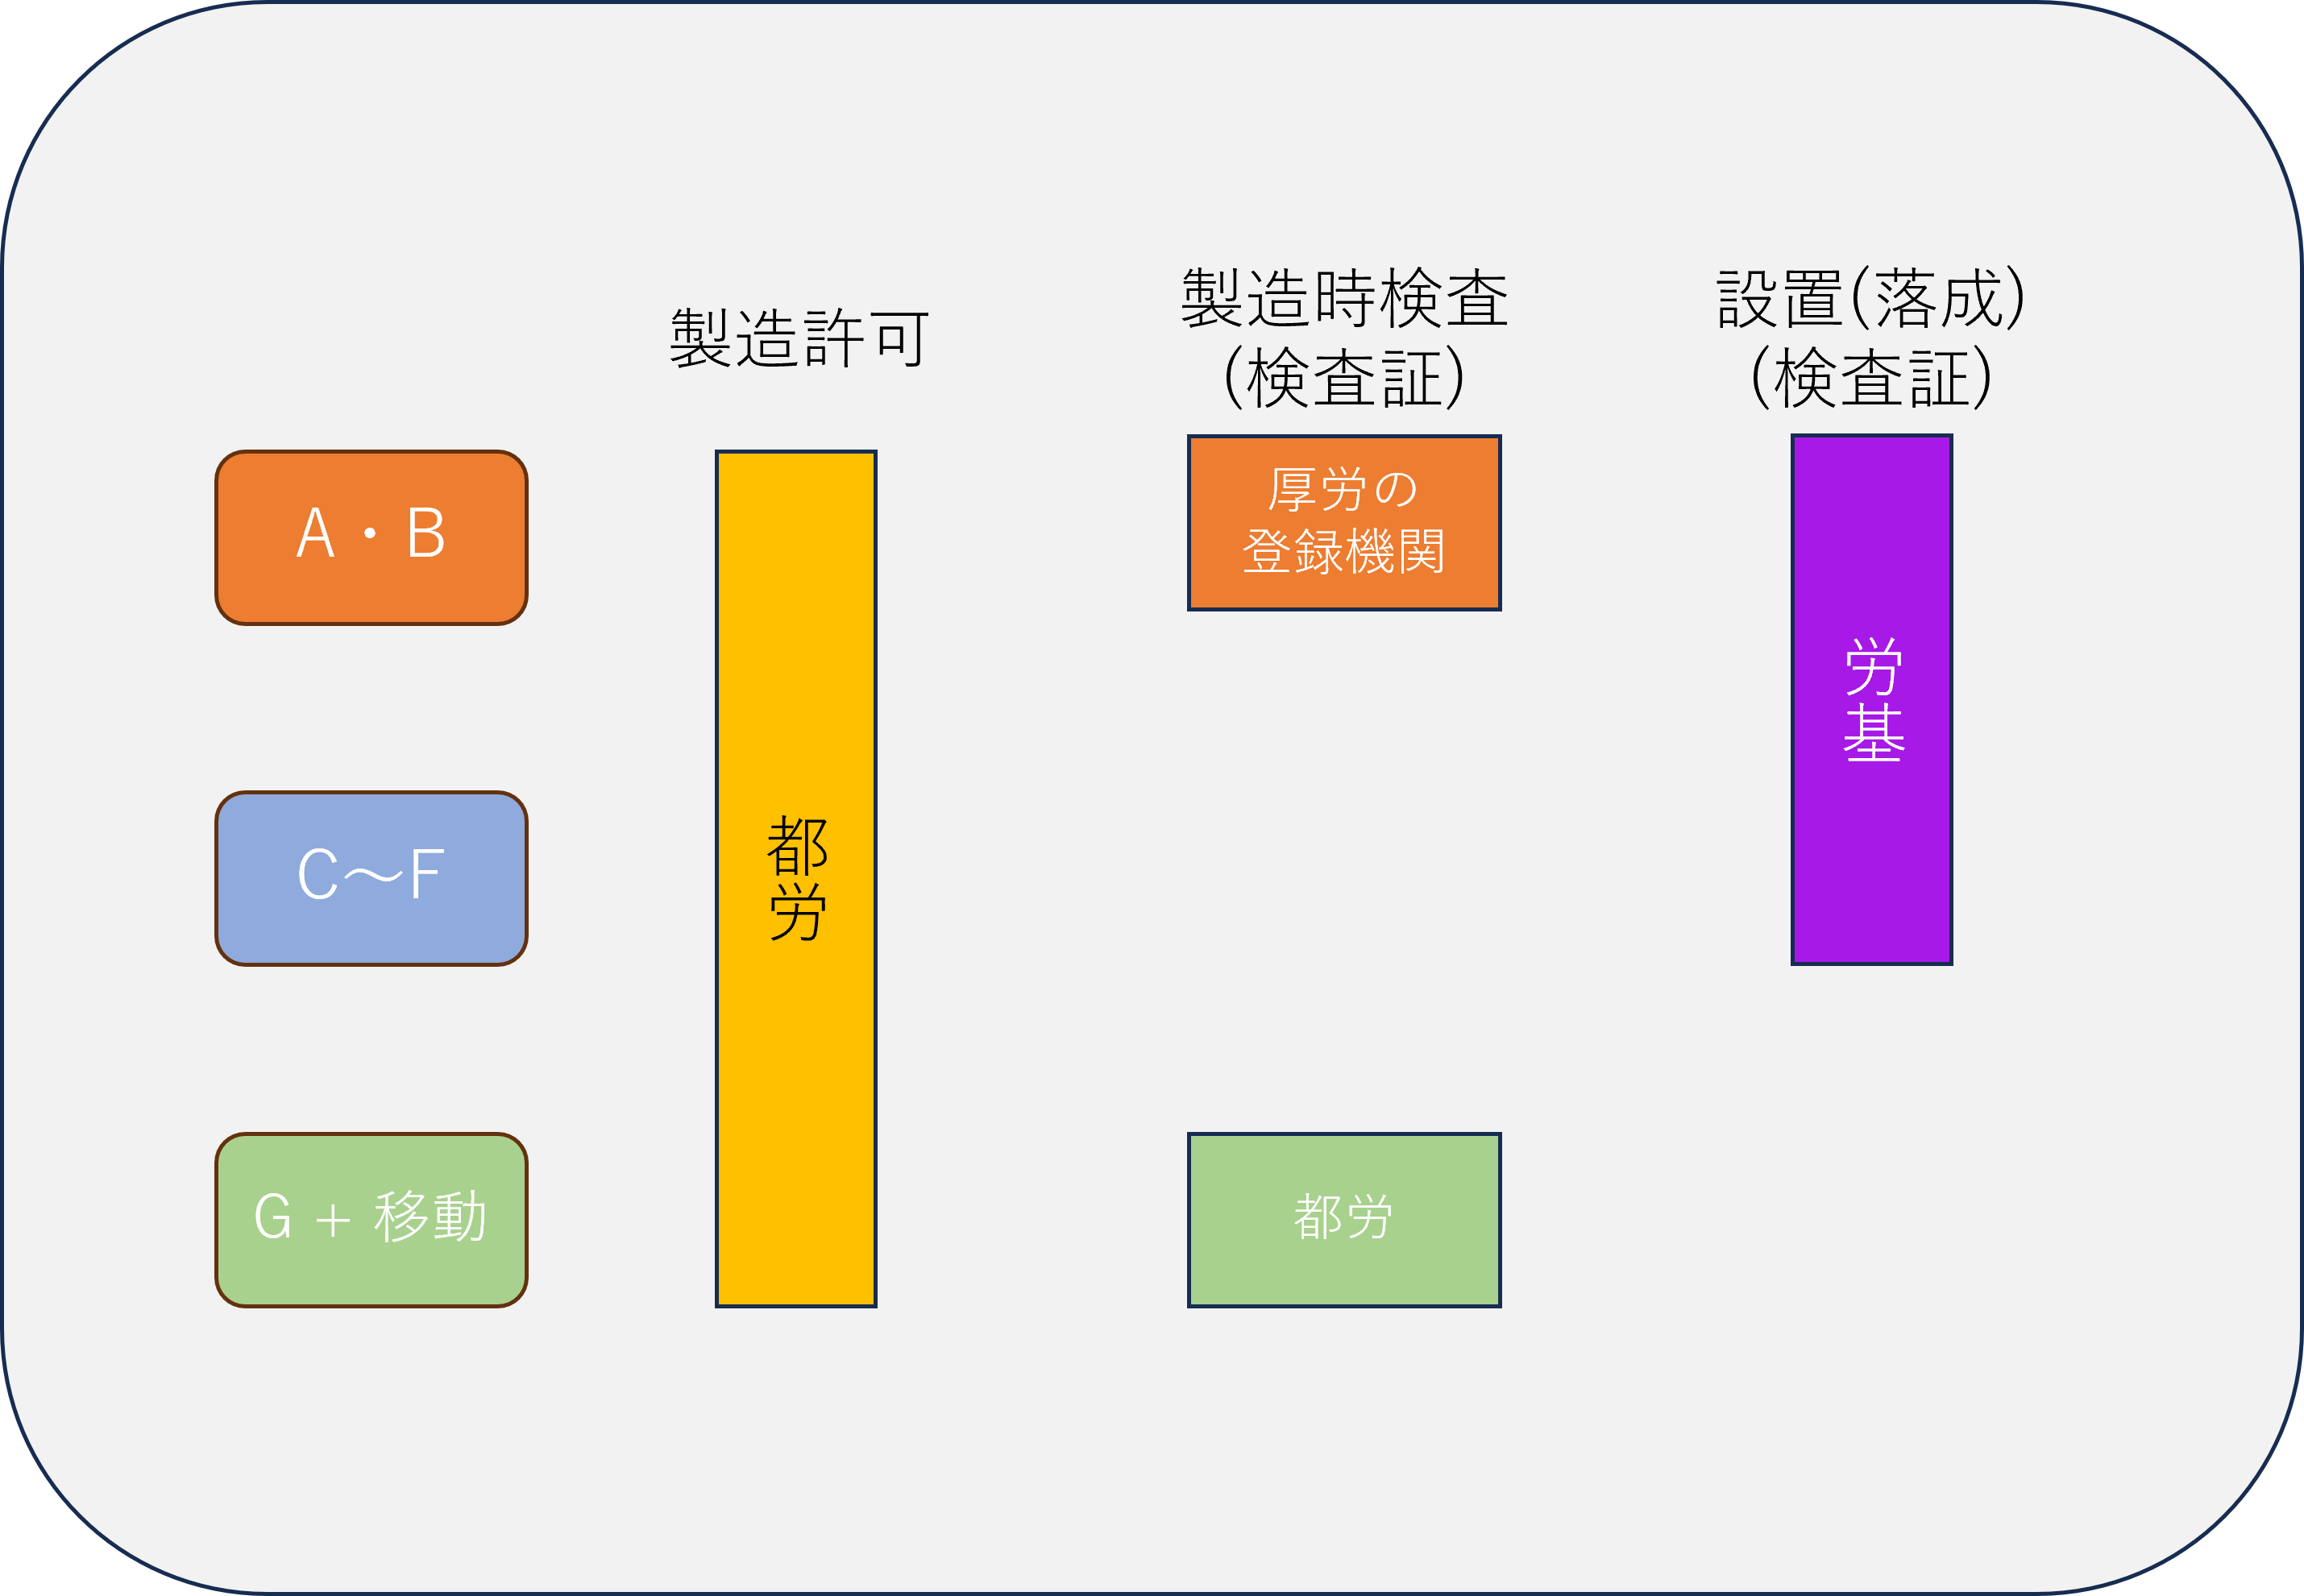 製造許可
製造時検査
(検査証)
設置(落成)
(検査証)
A・B
厚労の
登録機関
C～F
都労
労基
G + 移動
都労